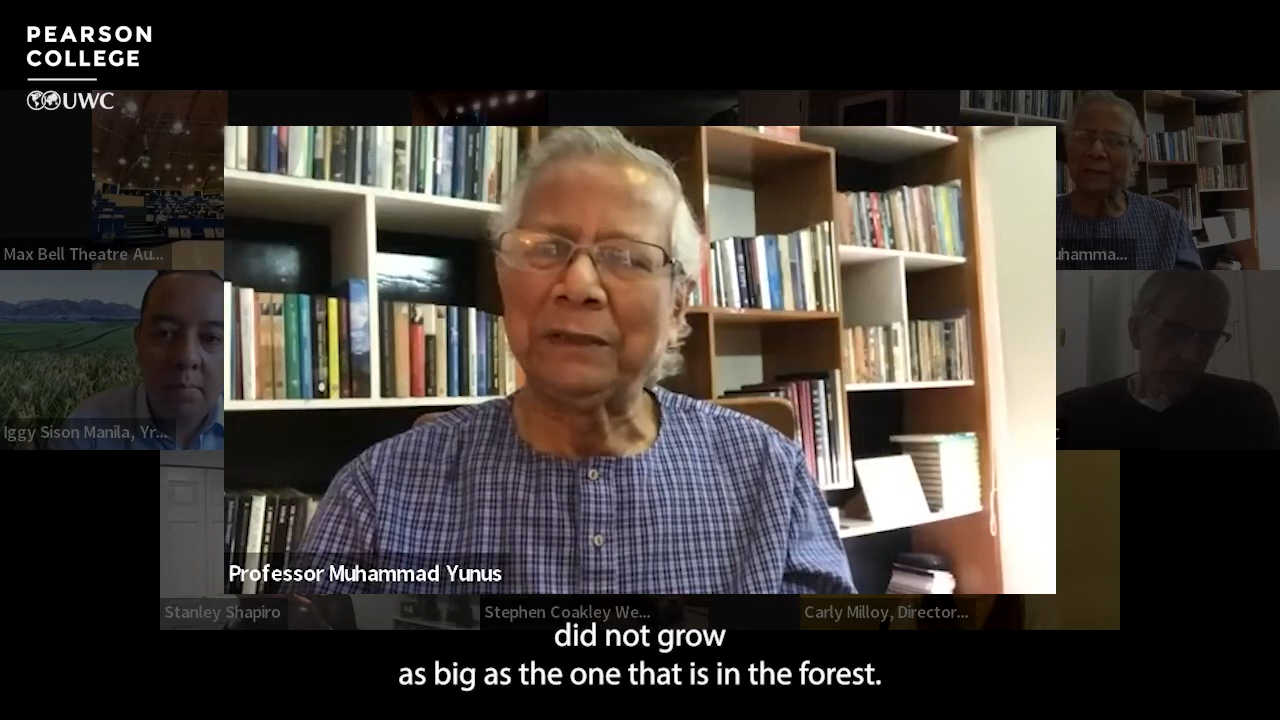 PEARSON
COLLEGE
UWC
Max Bell Theatre Au...
uhamma...
Iggy Sison Manila, Yr...
Professor Muhammad Yunus
Stanley Shapiro
Stephen Coakley We...
Carly Milloy, Director...
did not grow
as big as the one that is in the forest.